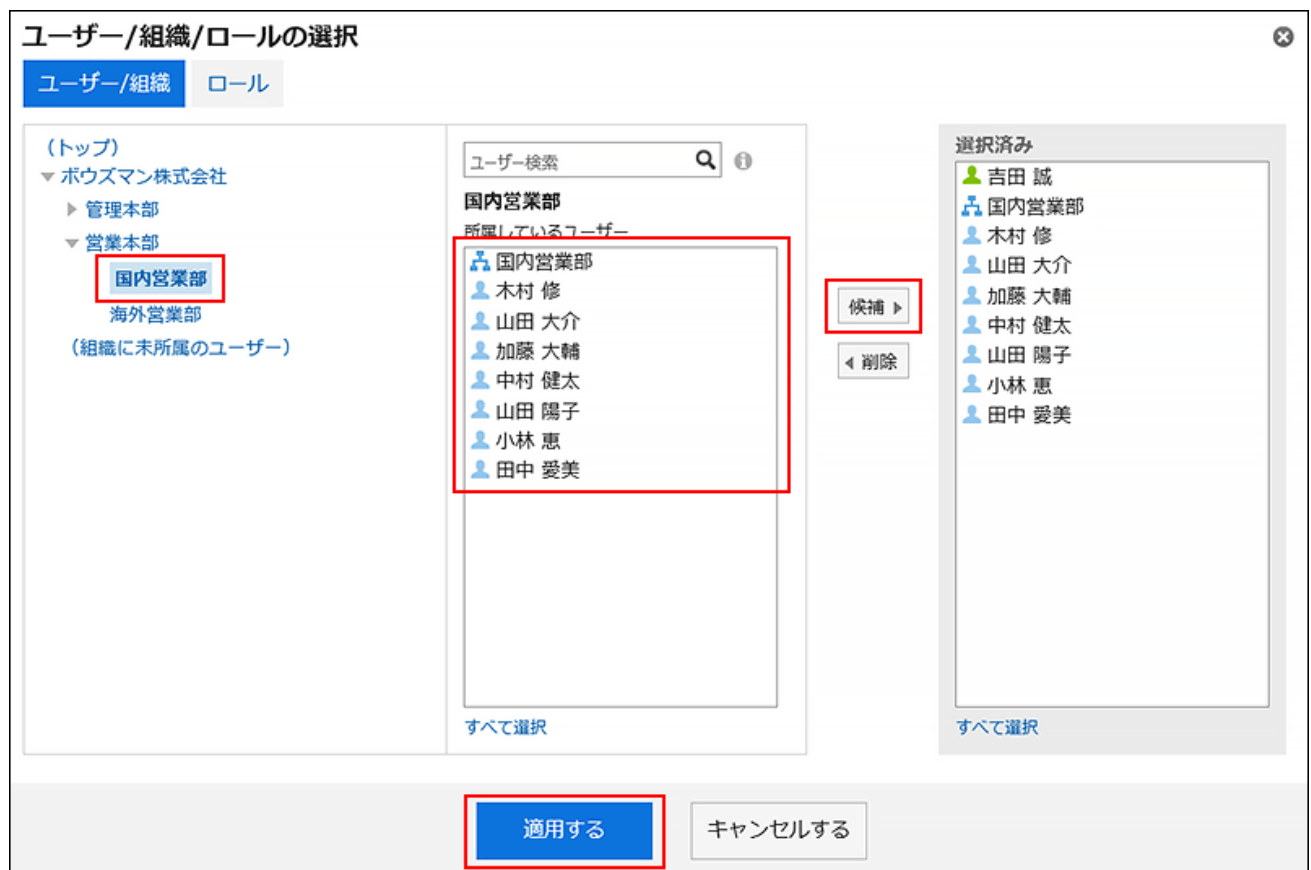 ユーザー/組織/ロールの選択
ユーザー/組織
ロール
(トップ)
ボウズマン株式会社
管理本部
営業本部
国内営業部
海外営業部
(組織に未所属のユーザー)
ユーザー検索
国内営業部
所属しているユーザー
国内営業部
木村 修
山田 大介
加藤 大輔
中村 健太
山田 陽子
小林 恵
田中 愛美
すべて選択
候補
削除
選択済み
吉田 誠
国内営業部
木村 修
山田 大介
加藤 大輔
中村 健太
山田 陽子
小林 恵
田中 愛美
すべて選択
適用する
キャンセルする